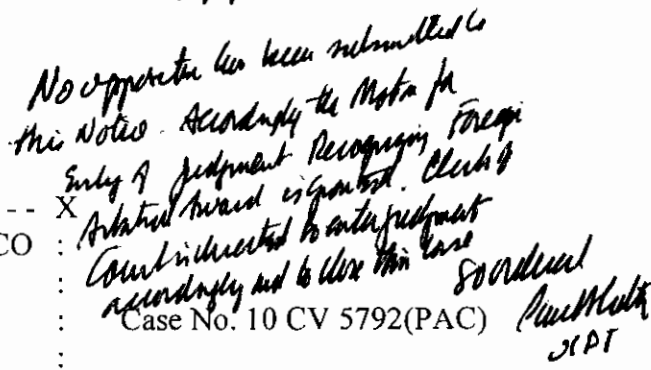 No opposition has been submitted to
this Notice. Accordingly the Motion for
Entry of Judgment Recognizing Foreign
Arbitral Award is granted. Clerk of
-- X
CO :
Court is directed to enter judgment
:
accordingly and to close this case
So ordered
: Case No. 10 CV 5792(PAC)
: